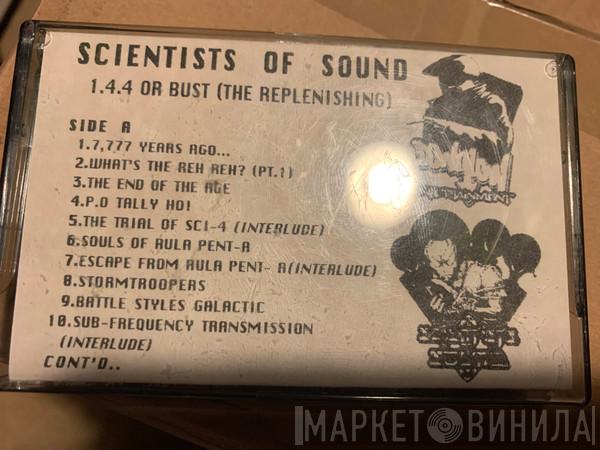 SCIENTISTS OF SOUND
1.4.4 OR BUST (THE REPLENISHING)
SIDE A
1.7,777 YEARS AGO...
2.WHAT'S THE REH REH? (PT.1)
3.THE END OF THE AGE
4.P.O TALLY HO!
5.THE TRIAL OF SCI-4 (INTERLUDE)
6.SOULS OF AULA PENT-A
7.ESCAPE FROM AULA PENT- A(INTERLUDE)
8.STORMTROOPERS
9.BATTLE STYLES GALACTIC
10.SUB-FREQUENCY TRANSMISSION
(INTERLUDE)
CONT'D..
МАРКЕТ ВИНИЛА